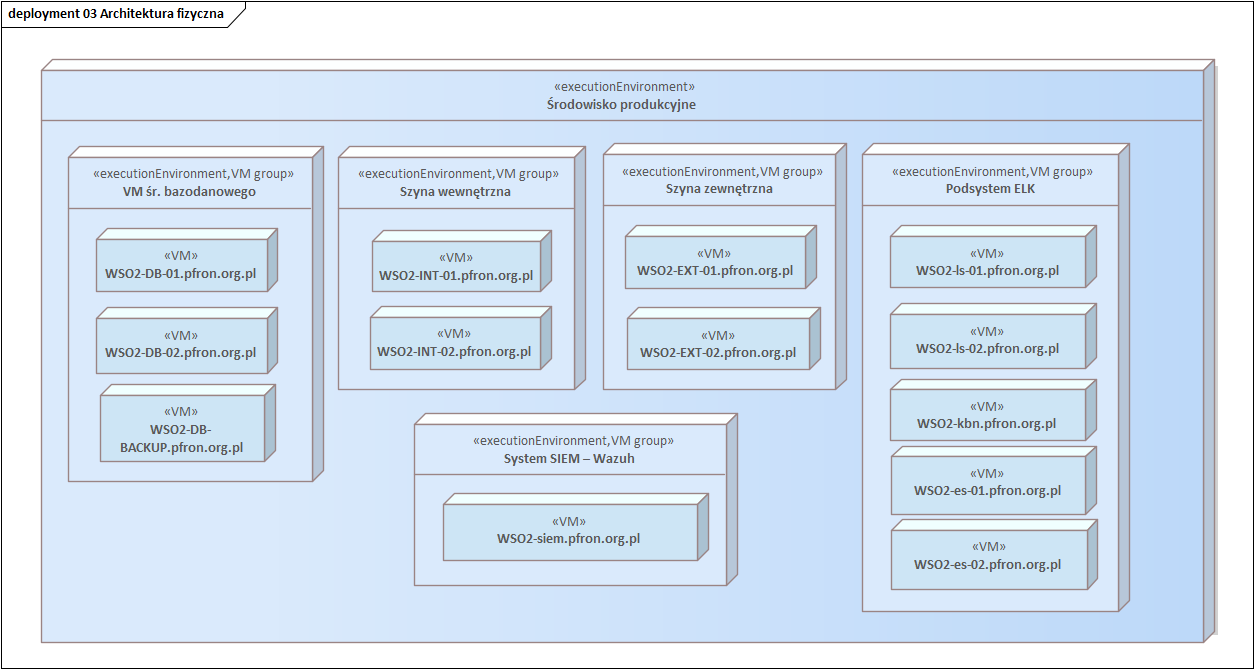 deployment 03 Architektura fizyczna
«executionEnvironment»
Środowisko produkcyjne
«executionEnvironment,VM group»
VM śr. bazodanowego
«VM»
WSO2-DB-01.pfron.org.pl
«VM»
WSO2-DB-02.pfron.org.pl
«VM»
WSO2-DB-
BACKUP.pfron.org.pl
«executionEnvironment,VM group»
Szyna wewnętrzna
«VM»
WSO2-INT-01.pfron.org.pl
«VM»
WSO2-INT-02.pfron.org.pl
«executionEnvironment,VM group»
Szyna zewnętrzna
«VM»
WSO2-EXT-01.pfron.org.pl
«VM»
WSO2-EXT-02.pfron.org.pl
«executionEnvironment,VM group»
Podsystem ELK
«VM»
WSO2-ls-01.pfron.org.pl
«VM»
WSO2-ls-02.pfron.org.pl
«VM»
WSO2-kbn.pfron.org.pl
«VM»
WSO2-es-01.pfron.org.pl
«VM»
WSO2-es-02.pfron.org.pl
«executionEnvironment,VM group»
System SIEM – Wazuh
«VM»
WSO2-siem.pfron.org.pl